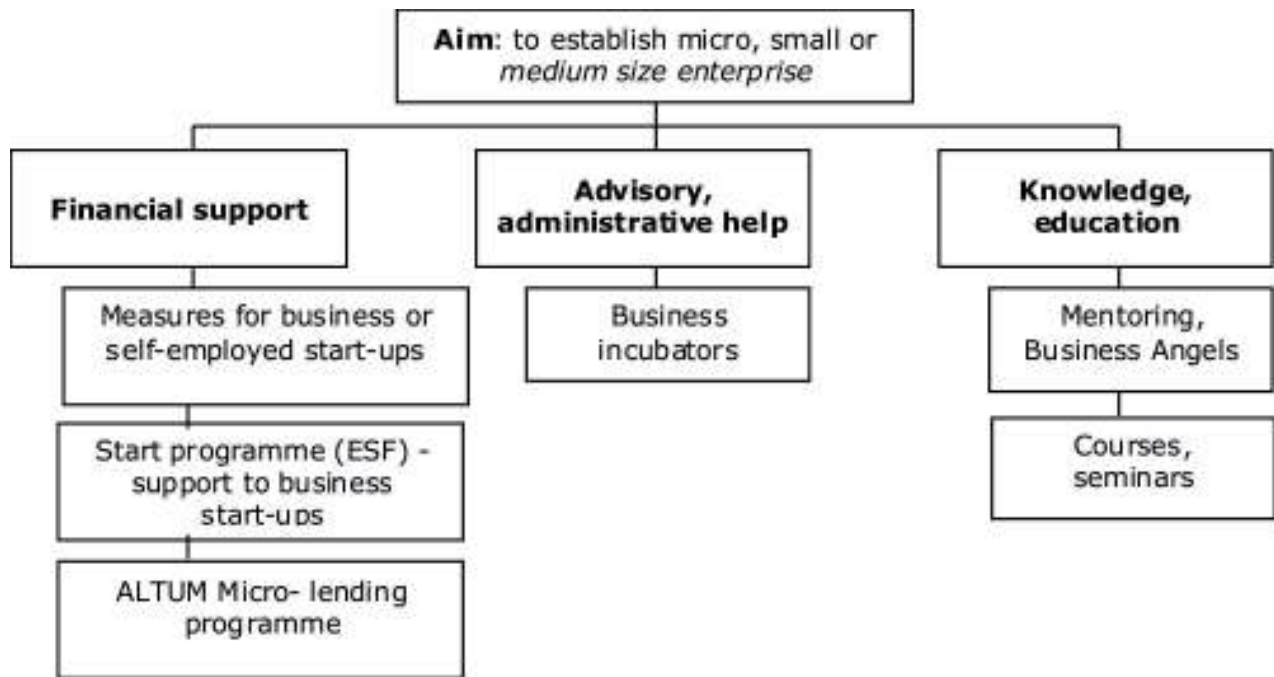 Aim: to establish micro, small or
medium size enterprise
Financial support
Advisory,
administrative help
Knowledge,
education
Measures for business or
self-employed start-ups
Start programme (ESF) -
support to business
start-ups
ALTUM Micro- lending
programme
Business
incubators
Mentoring,
Business Angels
Courses,
seminars